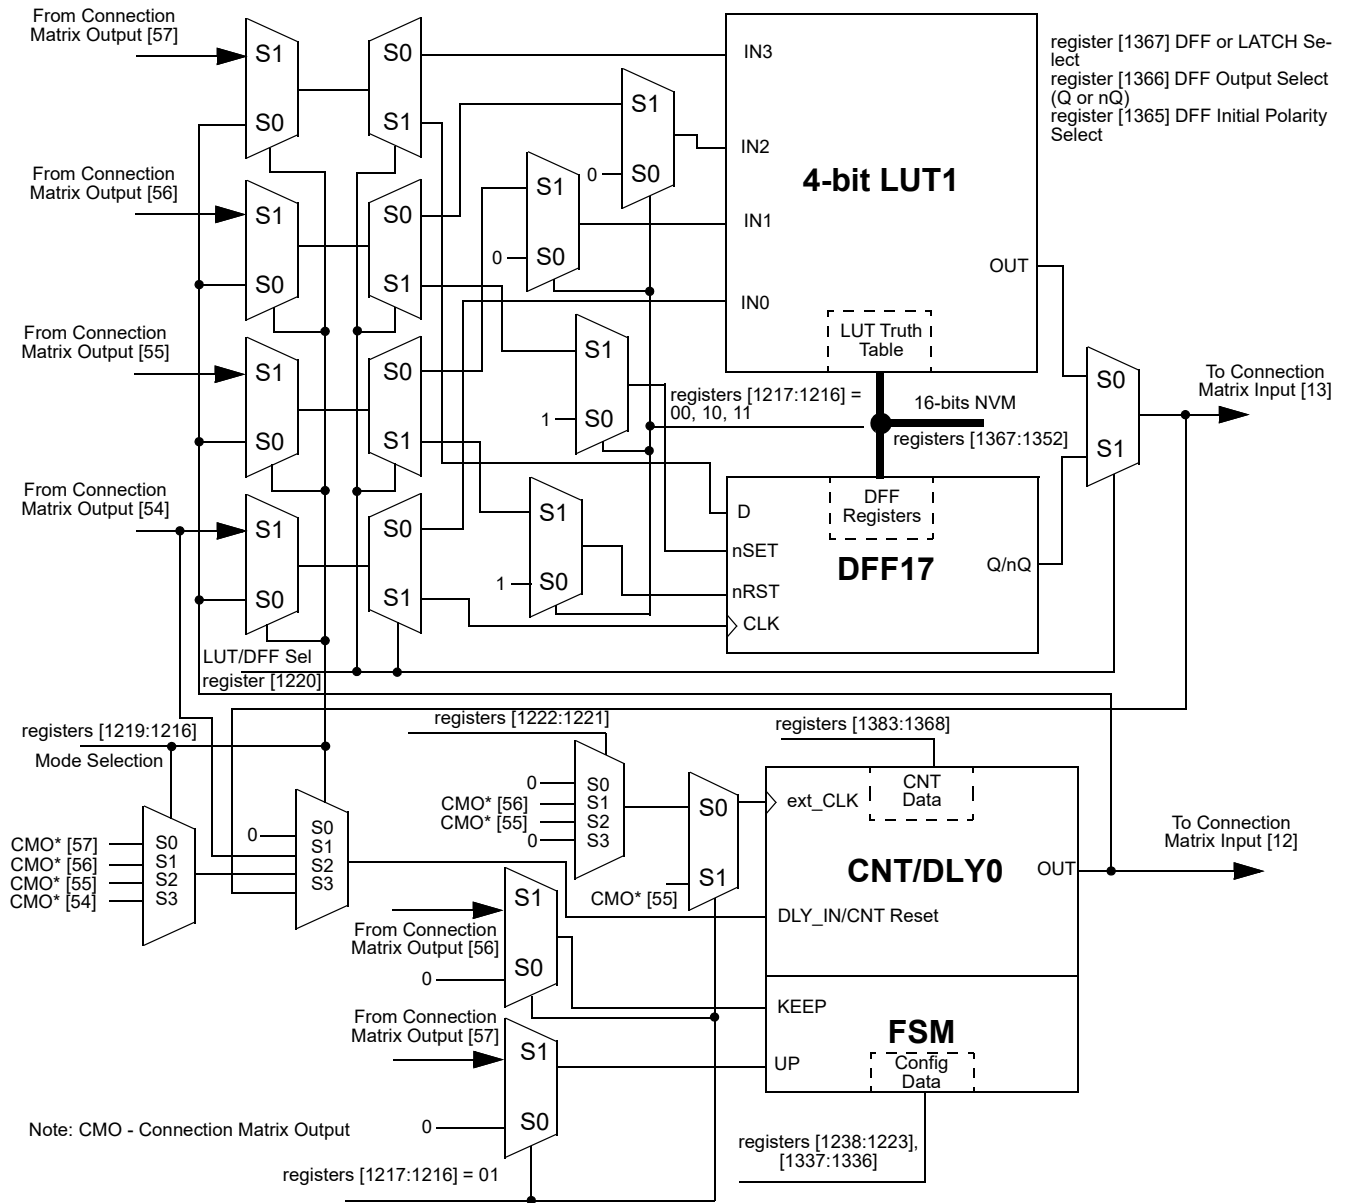 From Connection
Matrix Output [57]
S1
S0
S0
S1
IN3
4-bit LUT1
register [1367] DFF or LATCH Se-
lect
register [1366] DFF Output Select
(Q or nQ)
register [1365] DFF Initial Polarity
Select
S1
0
S0
IN2
From Connection
Matrix Output [56]
S1
S0
S0
S1
S1
0
S0
IN1
IN0
OUT
LUT Truth
Table
From Connection
Matrix Output [55]
S1
S0
S0
S1
S1
1
S0
registers [1217:1216] =
00, 10, 11
16-bits NVM
registers [1367:1352]
S0
S1
To Connection
Matrix Input [13]
From Connection
Matrix Output [54]
S1
S0
S0
S1
S1
1
S0
D
nSET
nRST
CLK
DFF
Registers
DFF17
Q/nQ
LUT/DFF Sel
register [1220]
registers [1219:1216]
Mode Selection
registers [1222:1221]
registers [1383:1368]
CMO* [57]
CMO* [56]
CMO* [55]
CMO* [54]
S0
S1
S2
S3
0
S0
S1
S2
S3
0
CMO* [56]
CMO* [55]
0
S0
S1
S2
S3
S0
S1
CMO* [55]
ext_CLK
CNT
Data
CNT/DLY0
OUT
DLY_IN/CNT Reset
To Connection
Matrix Input [12]
From Connection
Matrix Output [56]
0
S1
S0
KEEP
FSM
UP
Config
Data
From Connection
Matrix Output [57]
0
S1
S0
Note: CMO - Connection Matrix Output
registers [1217:1216] = 01
registers [1238:1223],
[1337:1336]